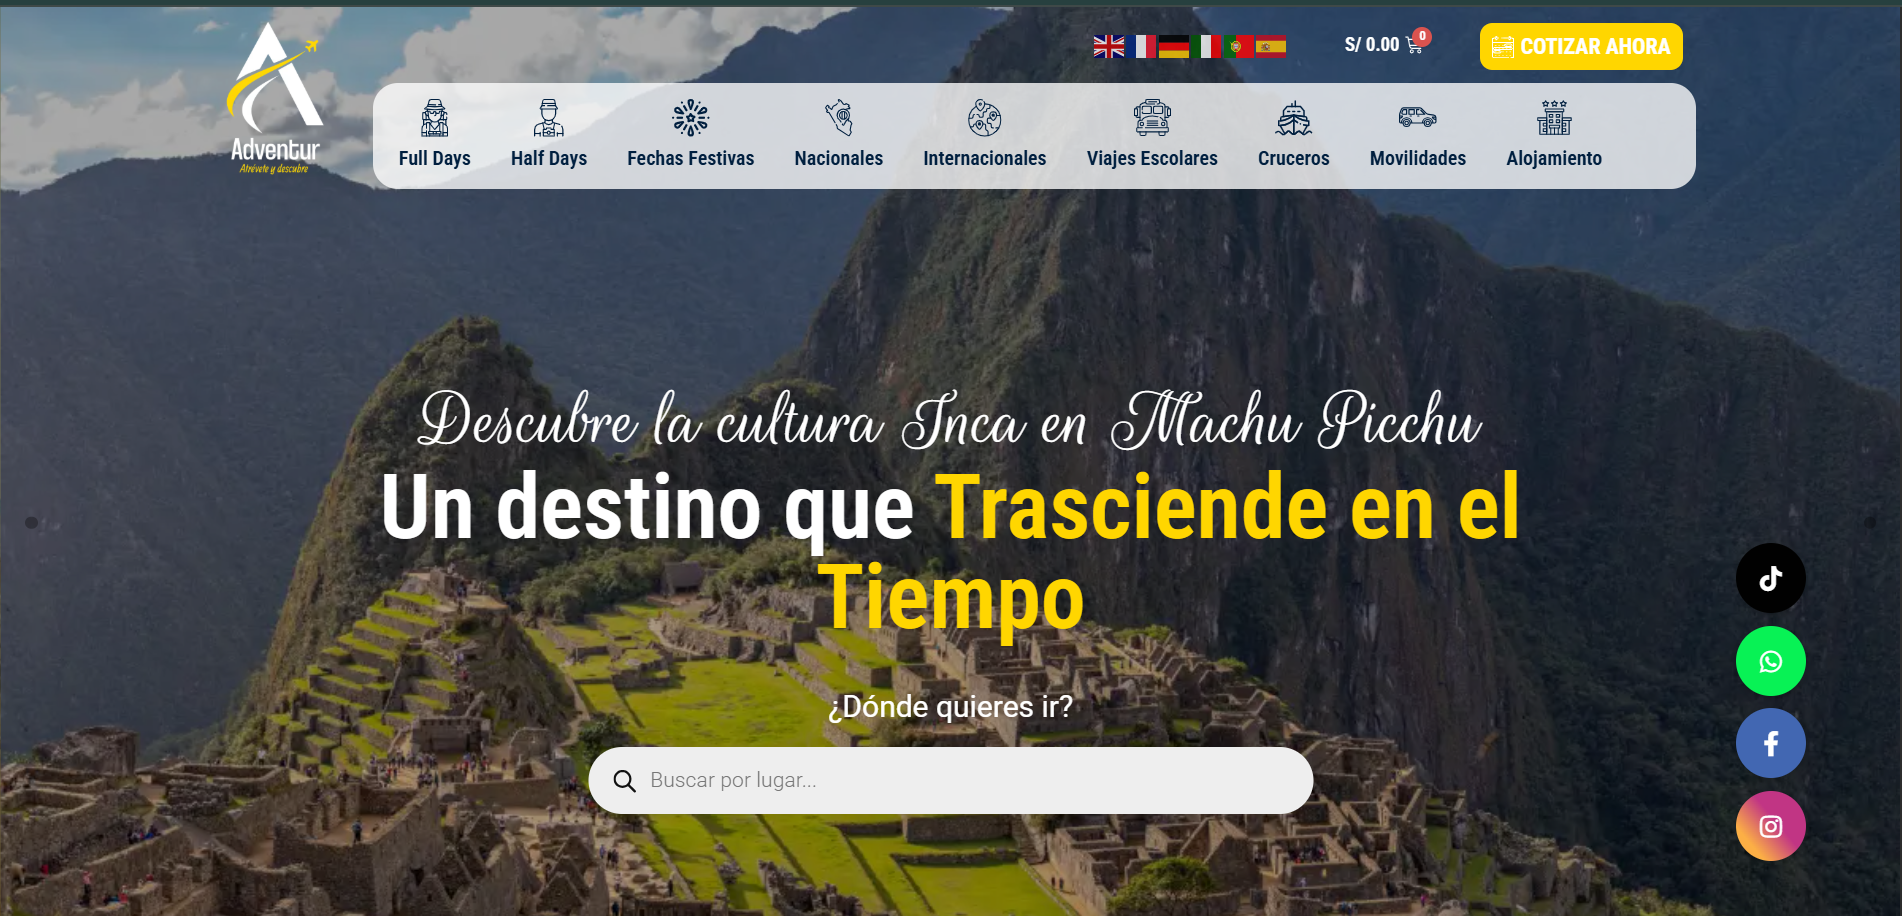 S/ 0.00
0
COTIZAR AHORA
Adventur
Atrévete y descubre
Full Days
Half Days
Fechas Festivas
Nacionales
Internacionales
Viajes Escolares
Cruceros
Movilidades
Alojamiento
Descubre la cultura Inca en Machu Picchu
Un destino que Trasciende en el
Tiempo
¿Dónde quieres ir?
Buscar por lugar...